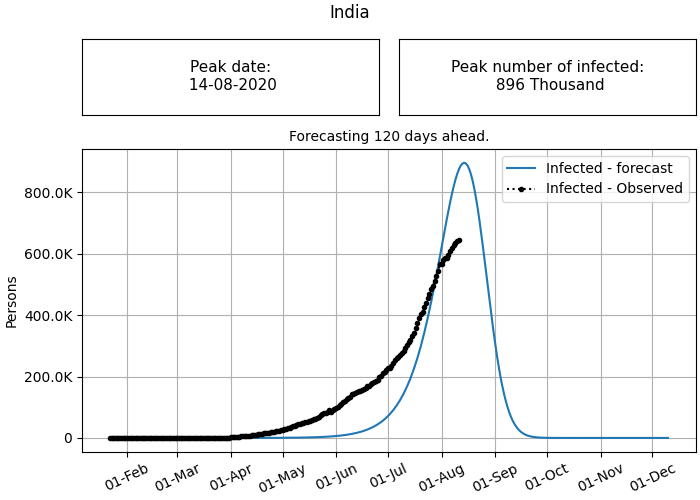 India
Peak date:
14-08-2020
Peak number of infected:
896 Thousand
Forecasting 120 days ahead.
Infected - forecast
Infected - Observed
Persons
800.0K
600.0K
400.0K
200.0K
0
01-Feb
01-Mar
01-Apr
01-May
01-Jun
01-Jul
01-Aug
01-Sep
01-Oct
01-Nov
01-Dec